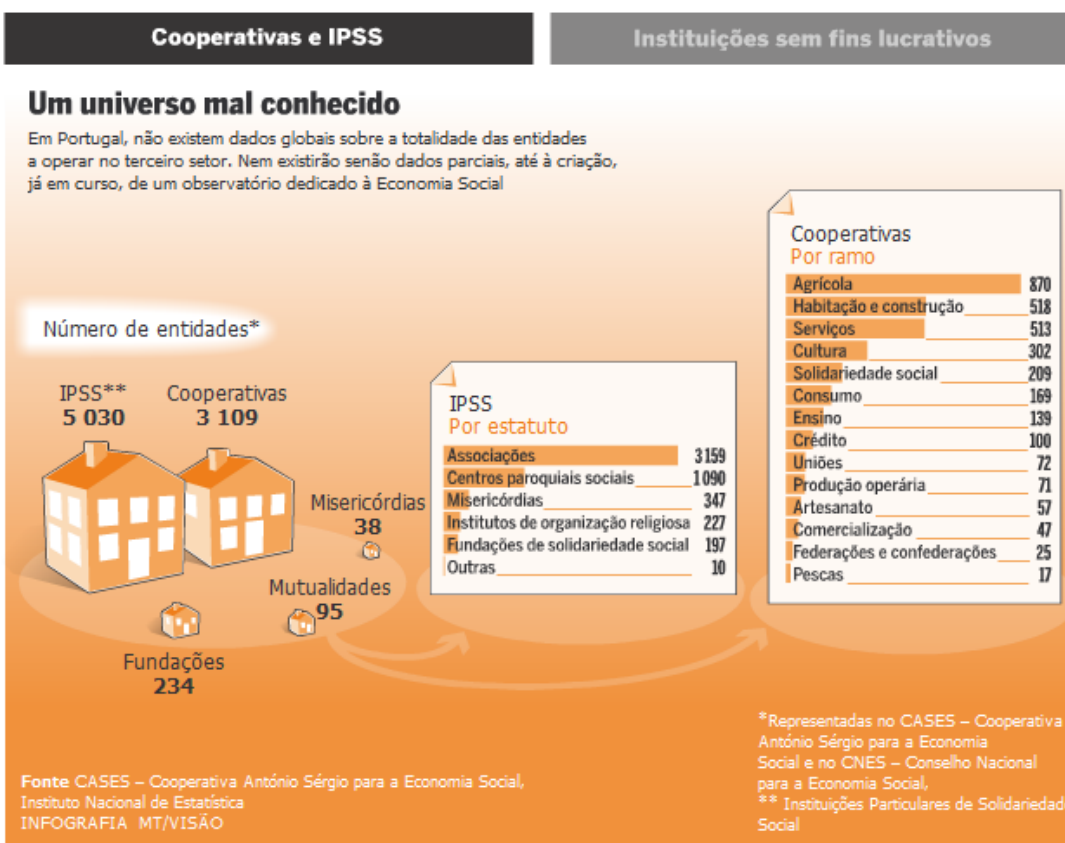 Cooperativas e IPSS
Instituições sem fins lucrativos
Um universo mal conhecido
Em Portugal, não existem dados globais sobre a totalidade das entidades
a operar no terceiro setor. Nem existirão senão dados parciais, até à criação,
já em curso, de um observatório dedicado à Economia Social
Número de entidades*
IPSS**
5 030
Cooperativas
3 109
Misericórdias
38
Mutualidades
95
Fundações
234
IPSS
Por estatuto
Associações 3159
Centros paroquiais sociais 1090
Misericórdias 347
Institutos de organização religiosa 227
Fundações de solidariedade social 197
Outras 10
Cooperativas
Por ramo
Agrícola 870
Habitação e construção 518
Serviços 513
Cultura 302
Solidariedade social 209
Consumo 169
Ensino 139
Crédito 100
Uniões 72
Produção operária 71
Artesanato 57
Comercialização 47
Federações e confederações 25
Pescas 17
*Representadas no CASES – Cooperativa
António Sérgio para a Economia
Social e no CNES – Conselho Nacional
para a Economia Social,
** Instituições Particulares de Solidariedad
Social
Fonte CASES – Cooperativa António Sérgio para a Economia Social,
Instituto Nacional de Estatística
INFOGRAFIA MT/VISÃO